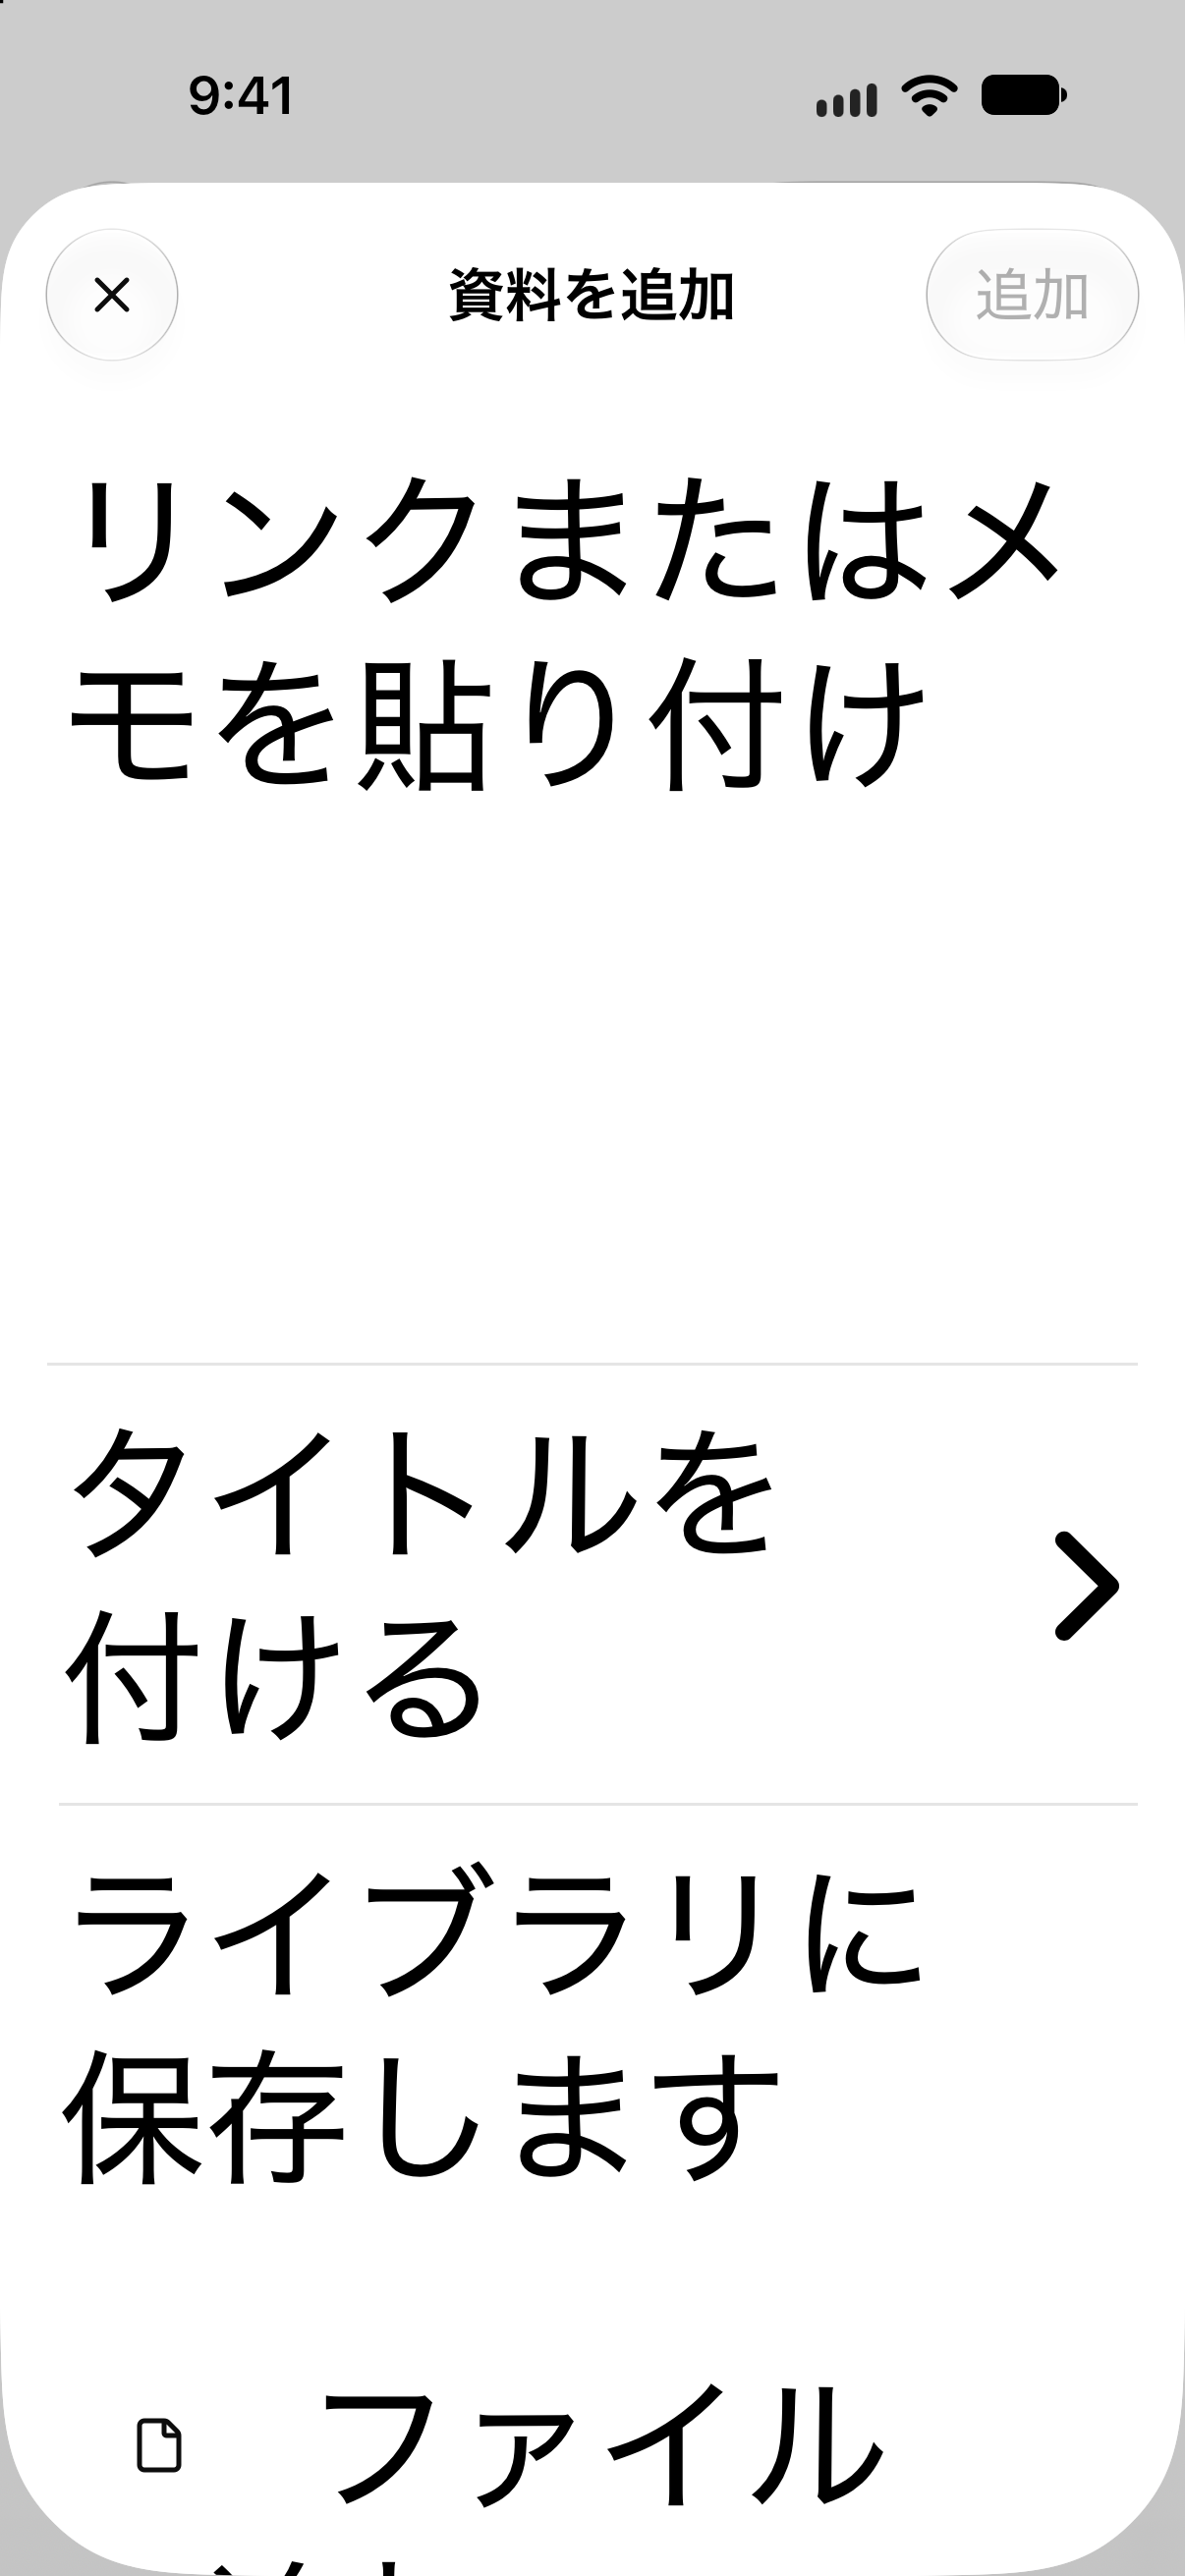 9:41
資料を追加
追加
リンクまたはメ
モを貼り付け
タイトルを
付ける
ライブラリに
保存します
ファイル